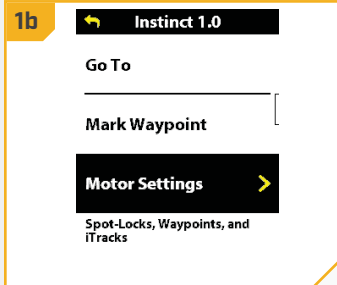 1b
Instinct 1.0
Go To
Mark Waypoint
Motor Settings
Spot-Locks, Waypoints, and
iTracks